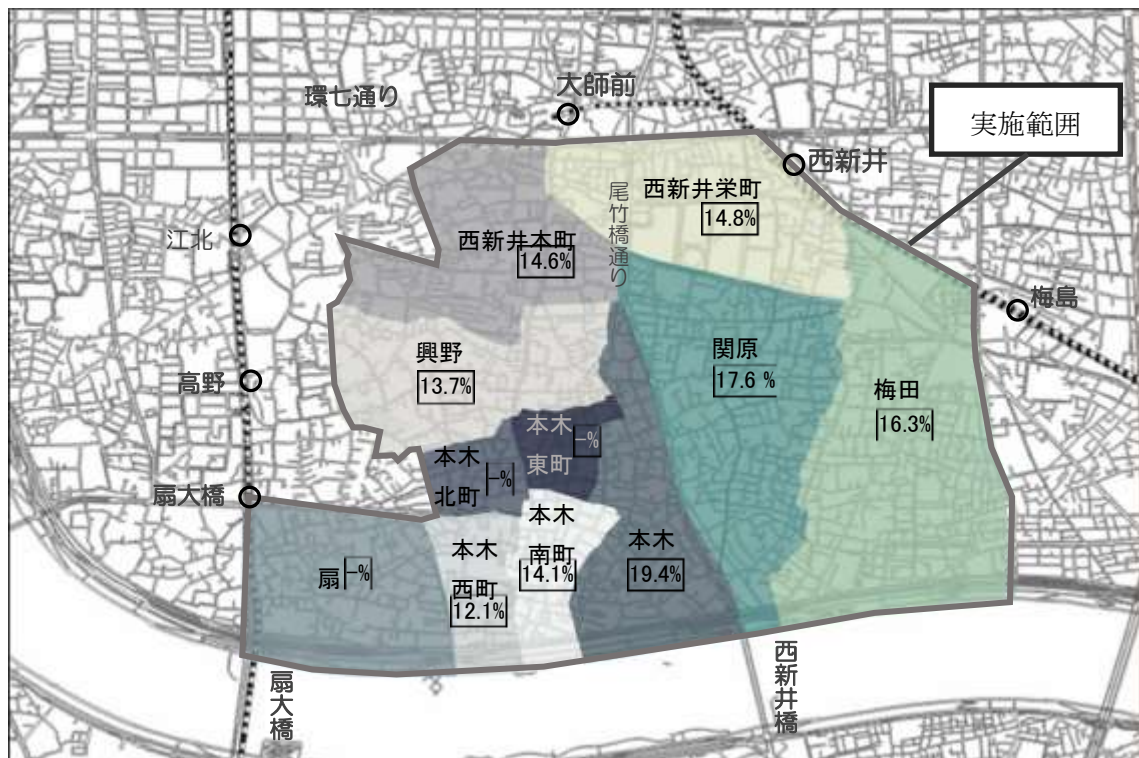 大師前
環七通り
実施範囲
西新井
西新井栄町
14.8%
尾竹橋通り
江北
西新井本町
14.6%
梅島
興野
13.7%
関原
17.6 %
高野
梅田
16.3%
本木
東町
-%
本木
北町
-%
扇大橋
本木
南町
14.1%
本木
西町
12.1%
本木
19.4%
扇
-%
扇大橋
西新井橋